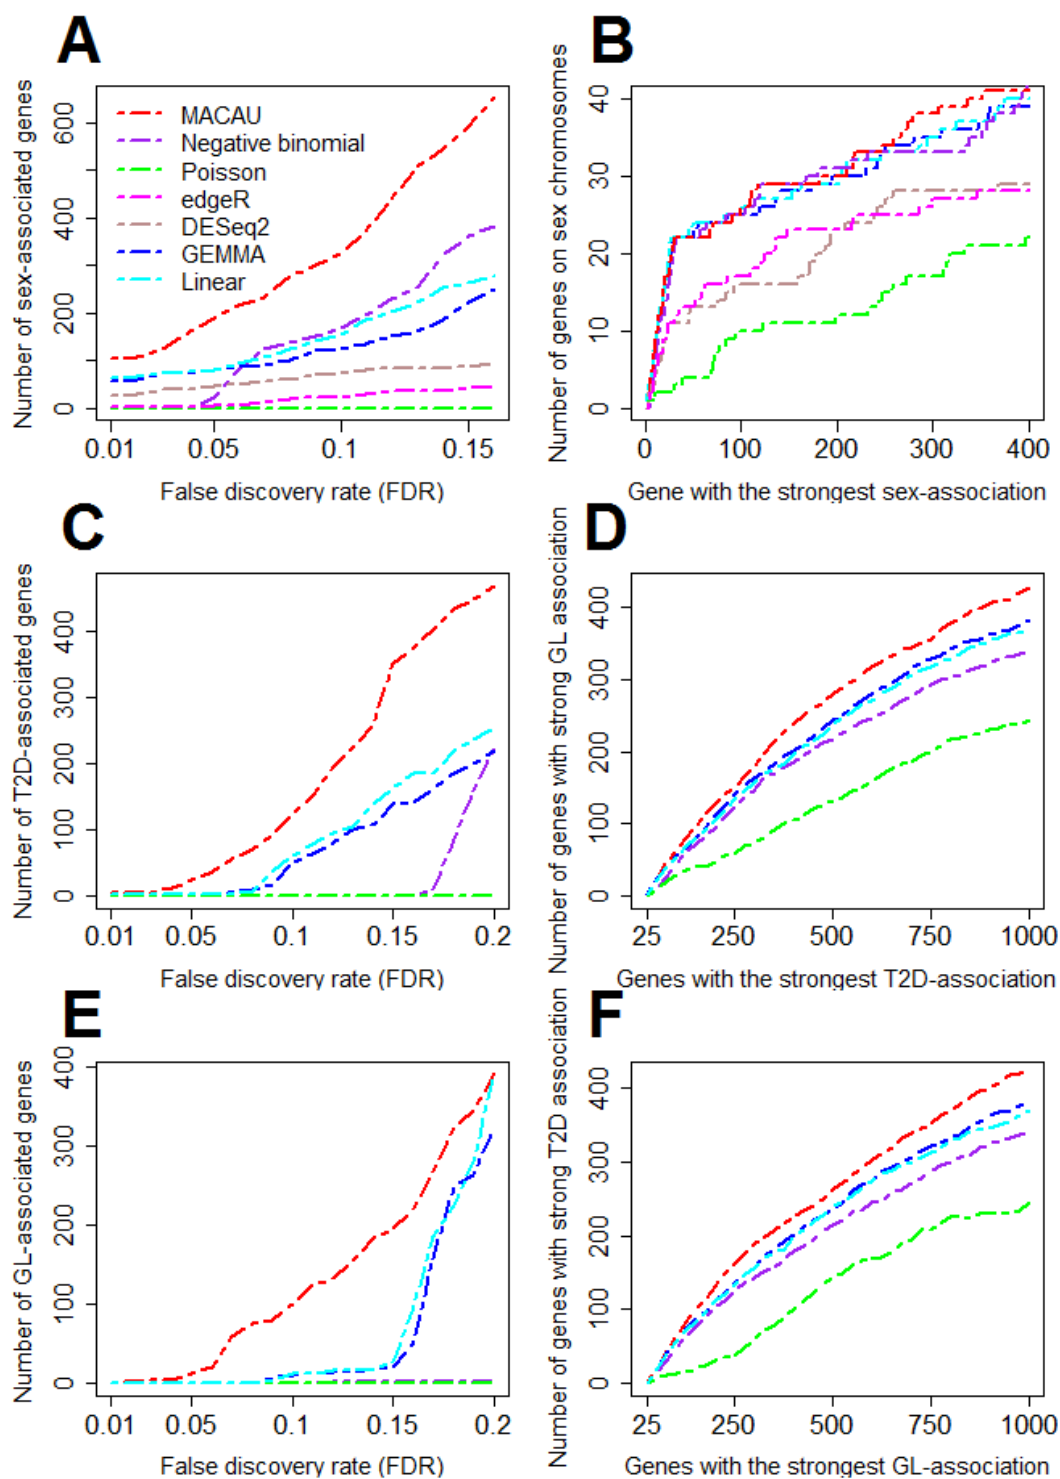 A
Number of sex-associated genes
0
200
400
600
MACAU
Negative binomial
Poisson
edgeR
DESeq2
GEMMA
Linear
0.01
0.05
0.1
0.15
False discovery rate (FDR)
B
Number of genes on sex chromosomes
0
10
20
30
40
0
100
200
300
400
Gene with the strongest sex-association
C
Number of T2D-associated genes
0
100
200
300
400
0.01
0.05
0.1
0.15
0.2
False discovery rate (FDR)
D
Number of genes with strong GL association
0
100
200
300
400
25
250
500
750
1000
Genes with the strongest T2D-association
E
Number of GL-associated genes
0
100
200
300
400
0.01
0.05
0.1
0.15
0.2
False discovery rate (FDR)
F
Number of genes with strong T2D association
0
100
200
300
400
25
250
500
750
1000
Genes with the strongest GL-association